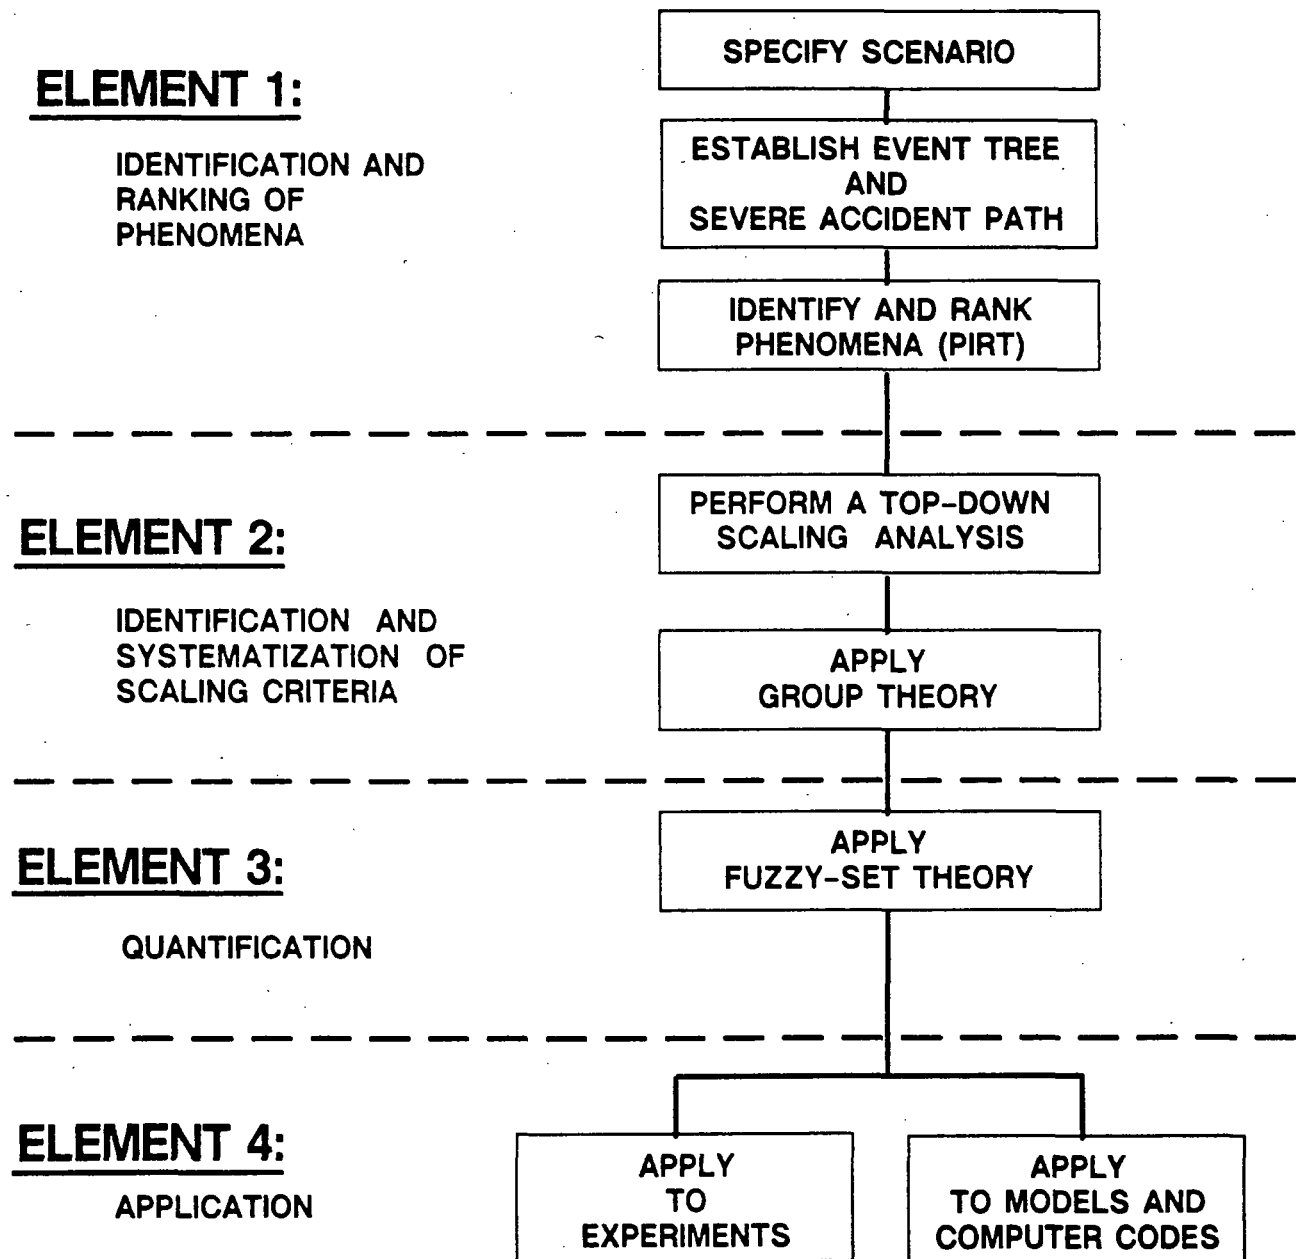 SPECIFY SCENARIO
ELEMENT 1:
IDENTIFICATION AND
RANKING OF
PHENOMENA
ESTABLISH EVENT TREE
AND
SEVERE ACCIDENT PATH
IDENTIFY AND RANK
PHENOMENA (PIRT)
ELEMENT 2:
IDENTIFICATION AND
SYSTEMATIZATION OF
SCALING CRITERIA
PERFORM A TOP-DOWN
SCALING ANALYSIS
APPLY
GROUP THEORY
ELEMENT 3:
QUANTIFICATION
APPLY
FUZZY-SET THEORY
ELEMENT 4:
APPLICATION
APPLY
TO
EXPERIMENTS
APPLY
TO MODELS AND
COMPUTER CODES